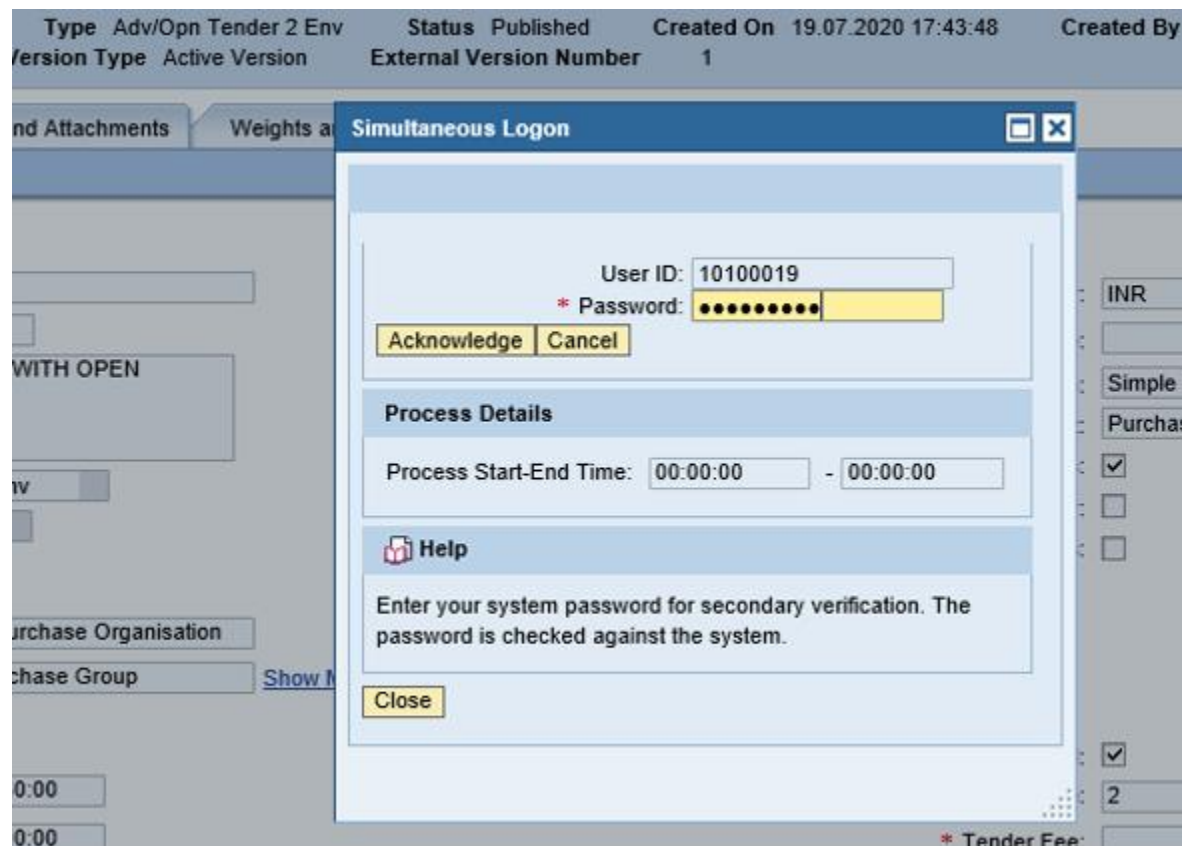 Type Adv/Opn Tender 2 Env Status Published Created On 19.07.2020 17:43:48 Created By
Version Type Active Version External Version Number 1
nd Attachments Weights a
Simultaneous Logon
User ID: 10100019
* Password: •••••••••
Acknowledge Cancel
Process Details
Process Start-End Time: 00:00:00 - 00:00:00
Help
Enter your system password for secondary verification. The
password is checked against the system.
Close
WITH OPEN
nv
urchase Organisation
chase Group Show
0:00
0:00
INR
Simple
Purchas
2
* Tender Fee: